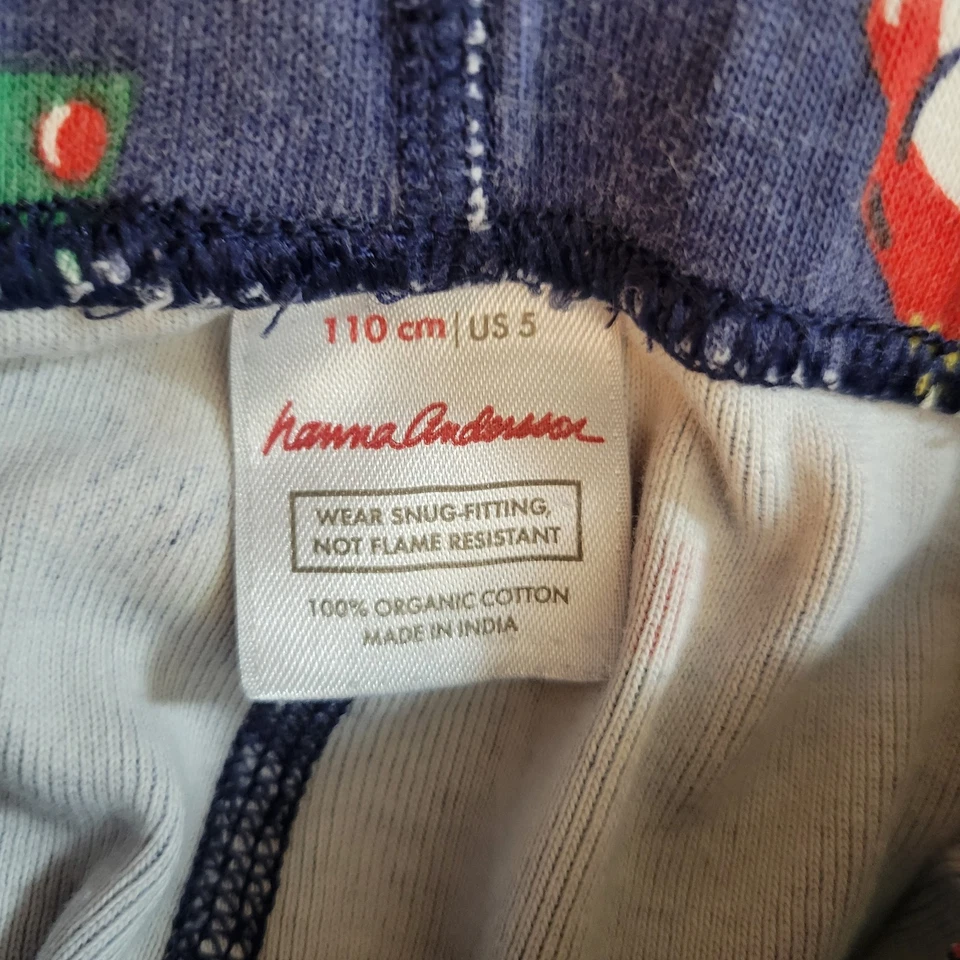 110 cm | US 5
hanna Andersson
WEAR SNUG-FITTING,
NOT FLAME RESISTANT
100% ORGANIC COTTON
MADE IN INDIA